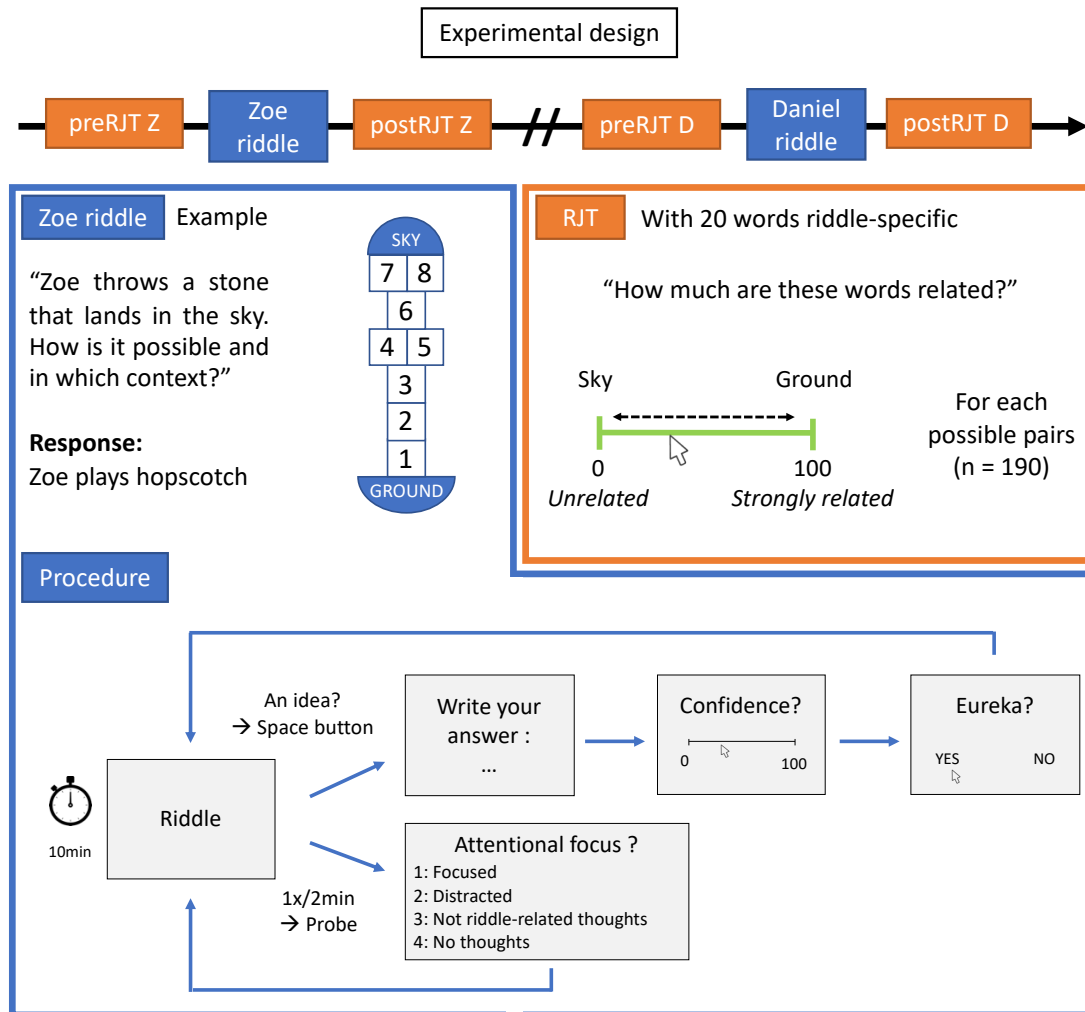 Experimental design
preRJT Z
Zoe
riddle
postRJT Z
preRJT D
Daniel
riddle
postRJT D
Zoe riddle
Example
“Zoe throws a stone
that lands in the sky.
How is it possible and
in which context?”
Response:
Zoe plays hopscotch
SKY
7 8
6
4 5
3
2
1
GROUND
RJT
With 20 words riddle-specific
“How much are these words related?”
Sky
Ground
0
100
Unrelated
Strongly related
For each
possible pairs
(n = 190)
Procedure
10min
Riddle
An idea?
→ Space button
Write your
answer :
...
Confidence?
0
100
Eureka?
YES
NO
1x/2min
→ Probe
Attentional focus ?
1: Focused
2: Distracted
3: Not riddle-related thoughts
4: No thoughts